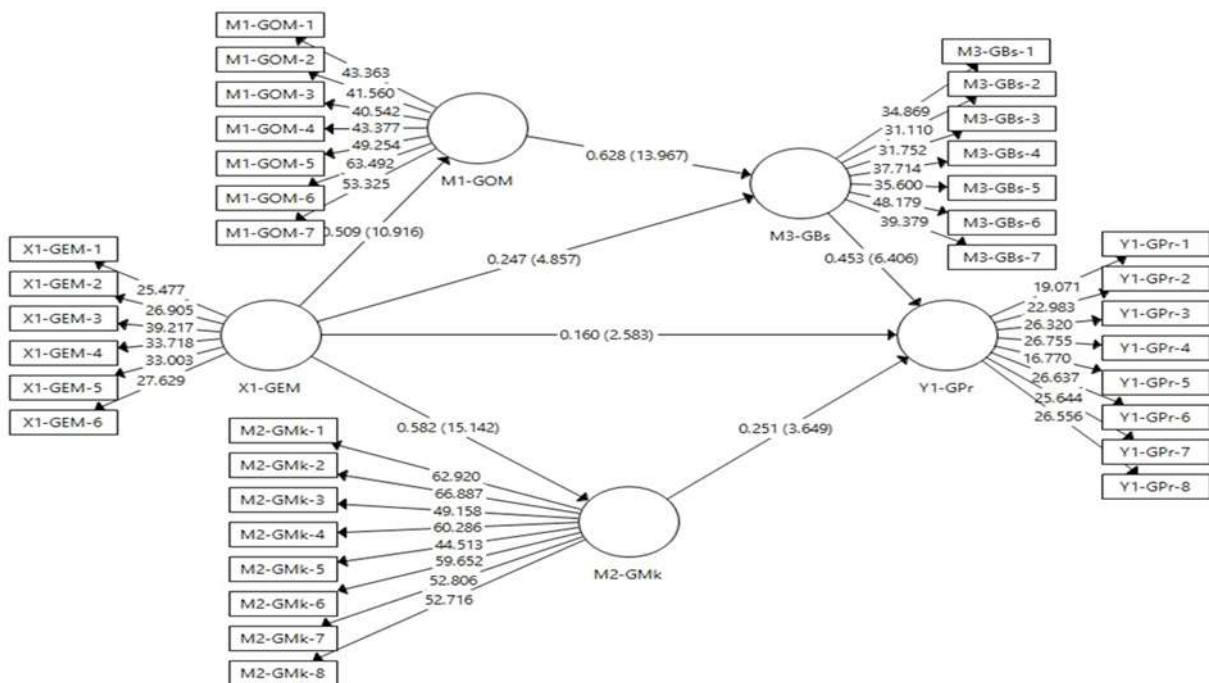 M1-GOM-1
M1-GOM-2
M1-GOM-3
M1-GOM-4
M1-GOM-5
M1-GOM-6
M1-GOM-7
43.363
41.560
40.542
43.377
49.254
63.492
53.325
M1-GOM
0.509 (10.916)
0.628 (13.967)
M3-GBs-1
M3-GBs-2
M3-GBs-3
M3-GBs-4
M3-GBs-5
M3-GBs-6
M3-GBs-7
34.869
31.110
31.752
37.714
35.600
48.179
39.379
M3-GBs
0.247 (4.857)
0.453 (6.406)
X1-GEM-1
X1-GEM-2
X1-GEM-3
X1-GEM-4
X1-GEM-5
X1-GEM-6
25.477
26.905
39.217
33.718
33.003
27.629
X1-GEM
0.160 (2.583)
Y1-GPr-1
Y1-GPr-2
Y1-GPr-3
Y1-GPr-4
Y1-GPr-5
Y1-GPr-6
Y1-GPr-7
Y1-GPr-8
19.071
22.983
26.320
26.755
16.770
26.637
25.644
26.556
Y1-GPr
0.582 (15.142)
0.251 (3.649)
M2-GMk-1
M2-GMk-2
M2-GMk-3
M2-GMk-4
M2-GMk-5
M2-GMk-6
M2-GMk-7
M2-GMk-8
62.920
66.887
49.158
60.286
44.513
59.652
52.806
52.716
M2-GMk